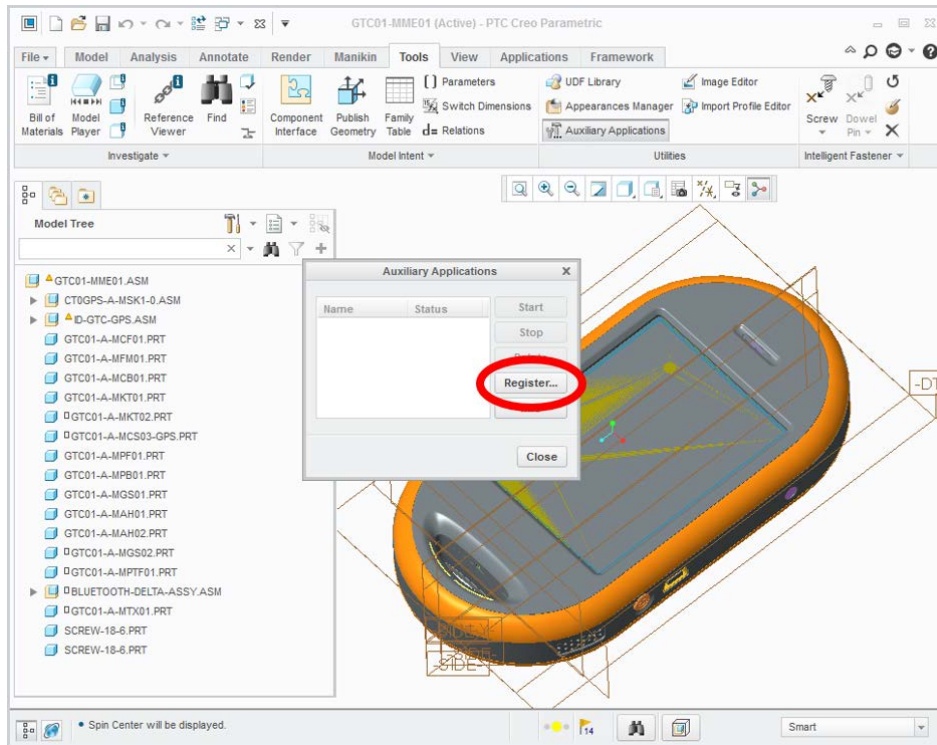 GTC01-MME01 (Active) - PTC Creo Parametric
File Model Analysis Annotate Render Manikin Tools View Applications Framework
Bill of Materials
Model Player
Reference Viewer
Find
Component Interface
Publish Geometry
Family Table
Parameters
Switch Dimensions
d= Relations
UDF Library
Appearances Manager
Auxiliary Applications
Image Editor
Import Profile Editor
Screw
Dowel Pin
Investigate
Model Intent
Utilities
Intelligent Fastener
Model Tree
GTC01-MME01.ASM
CT0GPS-A-MSK1-0.ASM
ID-GTC-GPS.ASM
GTC01-A-MCF01.PRT
GTC01-A-MFM01.PRT
GTC01-A-MCB01.PRT
GTC01-A-MKT01.PRT
GTC01-A-MKT02.PRT
GTC01-A-MCS03-GPS.PRT
GTC01-A-MPF01.PRT
GTC01-A-MPB01.PRT
GTC01-A-MGS01.PRT
GTC01-A-MAH01.PRT
GTC01-A-MAH02.PRT
GTC01-A-MGS02.PRT
GTC01-A-MPTF01.PRT
BLUETOOTH-DELTA-ASSY.ASM
GTC01-A-MTX01.PRT
SCREW-18-6.PRT
SCREW-18-6.PRT
Auxiliary Applications
Name Status
Start
Stop
Register...
Close
-DT
-SIDE-
• Spin Center will be displayed.
14
Smart